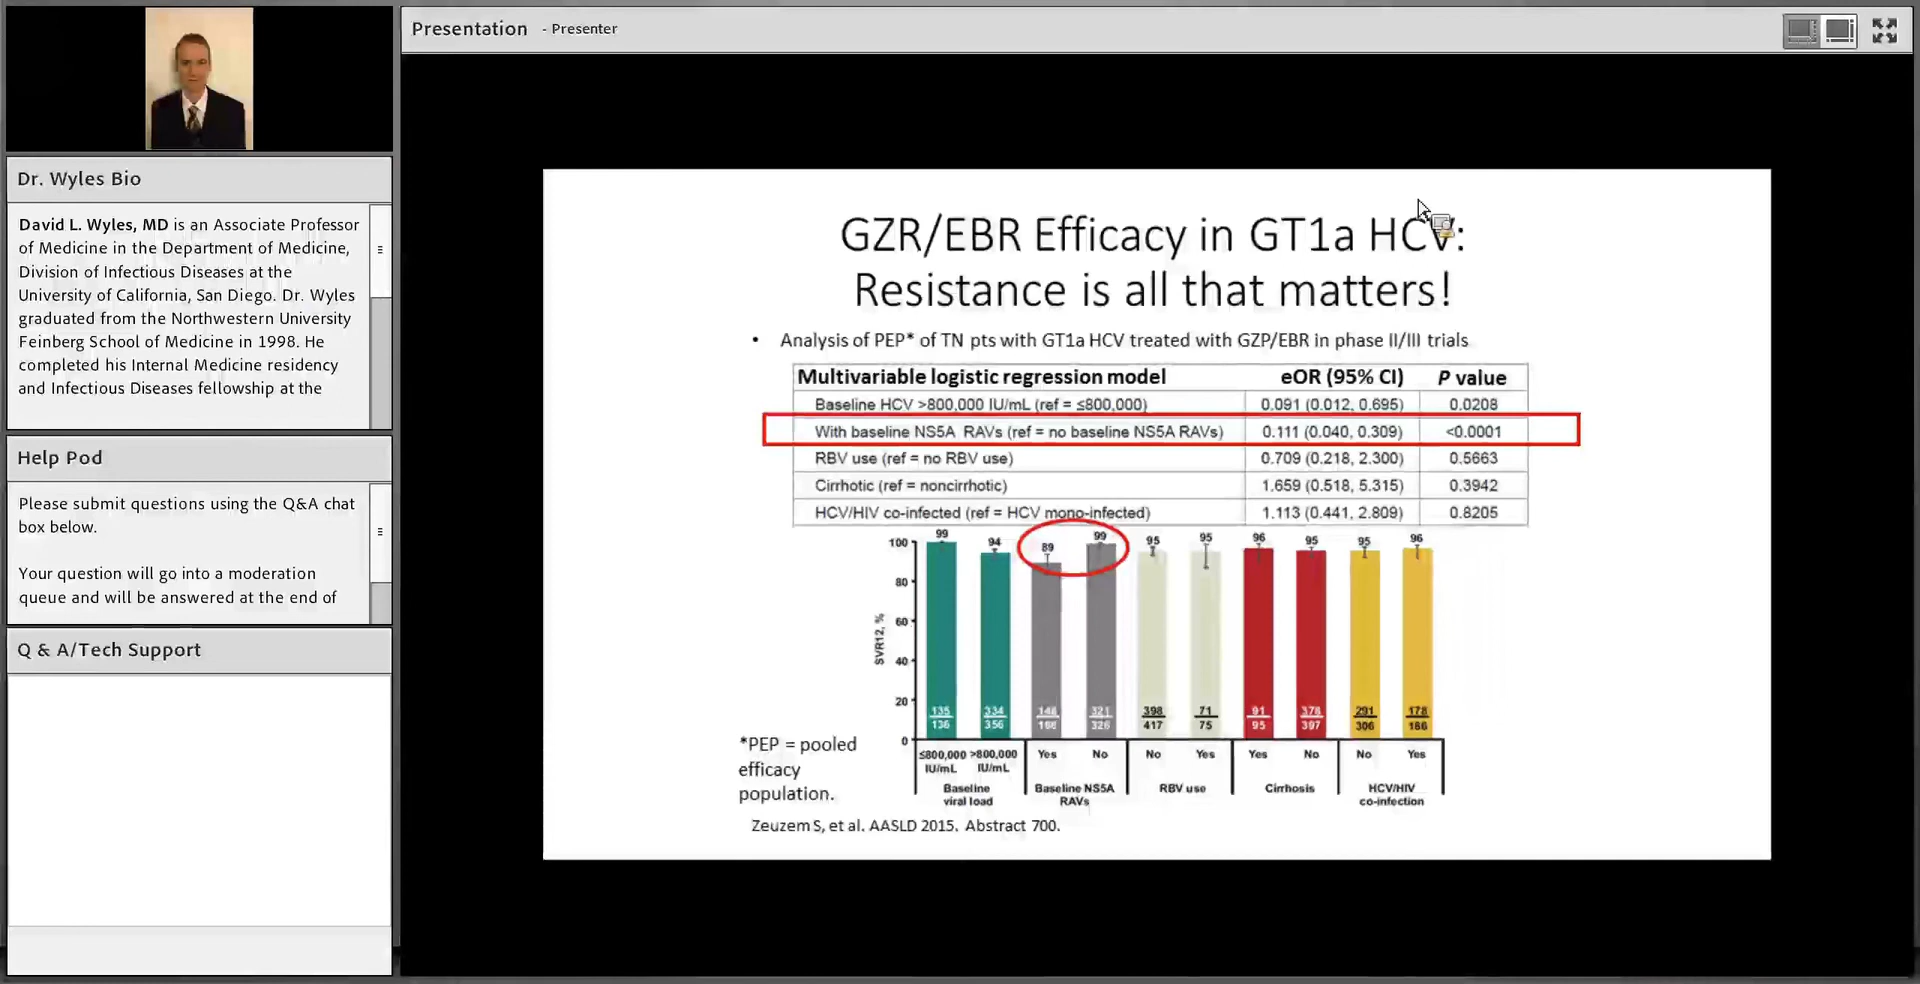 Presentation - Presenter
Dr. Wyles Bio
David L. Wyles, MD is an Associate Professor
of Medicine in the Department of Medicine,
Division of Infectious Diseases at the
University of California, San Diego. Dr. Wyles
graduated from the Northwestern University
Feinberg School of Medicine in 1998. He
completed his Internal Medicine residency
and Infectious Diseases fellowship at the
Help Pod
Please submit questions using the Q&A chat
box below.
Your question will go into a moderation
queue and will be answered at the end of
Q & A/Tech Support
GZR/EBR Efficacy in GT1a HCV:
Resistance is all that matters!
• Analysis of PEP* of TN pts with GT1a HCV treated with GZP/EBR in phase II/III trials
Multivariable logistic regression model eOR (95% CI) P value
Baseline HCV >800,000 IU/mL (ref = ≤800,000) 0.091 (0.012, 0.695) 0.0208
With baseline NS5A RAVs (ref = no baseline NS5A RAVs) 0.111 (0.040, 0.309) <0.0001
RBV use (ref = no RBV use) 0.709 (0.218, 2.300) 0.5663
Cirrhotic (ref = noncirrhotic) 1.659 (0.518, 5.315) 0.3942
HCV/HIV co-infected (ref = HCV mono-infected) 1.113 (0.441, 2.809) 0.8205
99 94 89 99 95 95 96 95 95 96
100
80
60
40
20
0
SVR12, %
135 334 148 321 398 71 91 378 291 178
136 356 166 326 417 75 95 397 306 186
≤800,000 >800,000 Yes No No Yes Yes No No Yes
IU/mL IU/mL
Baseline Baseline NS5A RBV use Cirrhosis HCV/HIV
viral load RAVs co-infection
*PEP = pooled
efficacy
population.
Zeuzem S, et al. AASLD 2015. Abstract 700.